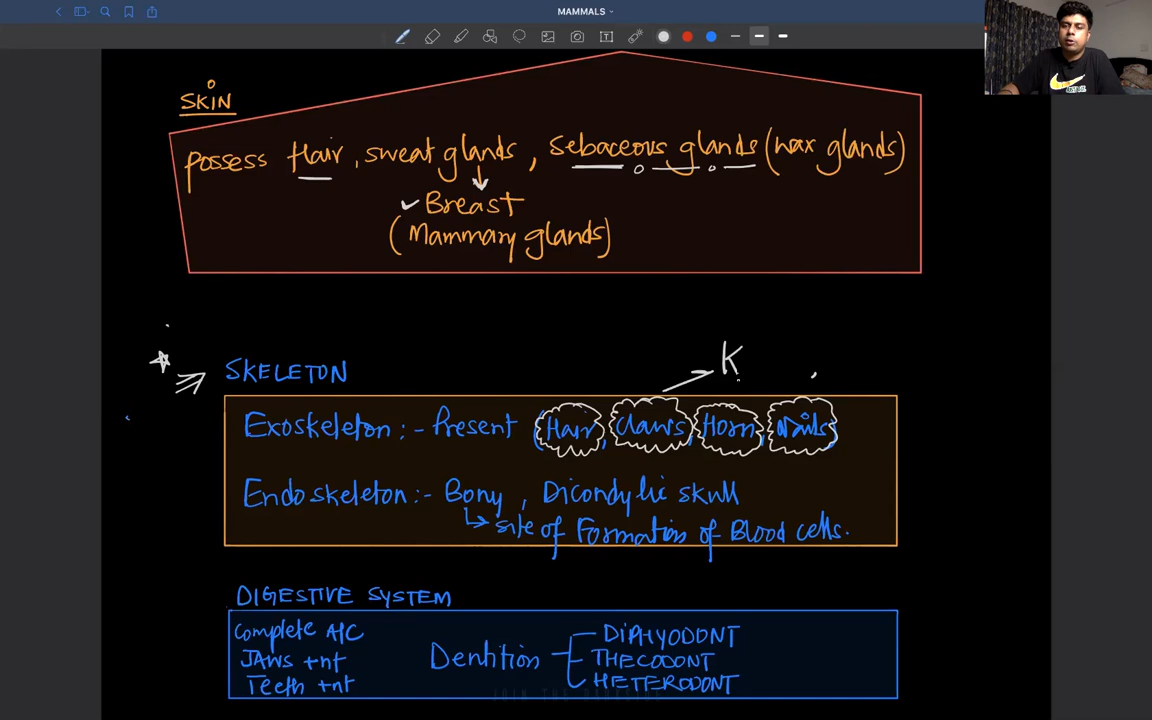 MAMMALS
SKIN
possess Hair, sweat glands, sebaceous glands (wax glands)
Breast
(Mammary glands)
K
SKELETON
Exoskeleton :- Present (Hair, Claws, Horn, Nails)
Endoskeleton :- Bony, Dicondylic skull
site of Formation of Blood cells.
DIGESTIVE SYSTEM
Complete A/C
JAWS +nt
Teeth +nt
Dentition
DIPHYODONT
THECODONT
HETERODONT